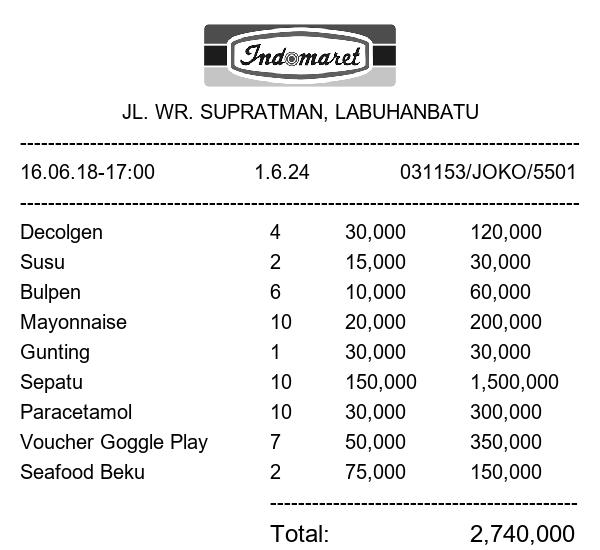 Indomaret
JL. WR. SUPRATMAN, LABUHANBATU
--------------------------------------------------------------------------------
16.06.18-17:00 1.6.24 031153/JOKO/5501
--------------------------------------------------------------------------------
Decolgen 4 30,000 120,000
Susu 2 15,000 30,000
Bulpen 6 10,000 60,000
Mayonnaise 10 20,000 200,000
Gunting 1 30,000 30,000
Sepatu 10 150,000 1,500,000
Paracetamol 10 30,000 300,000
Voucher Goggle Play 7 50,000 350,000
Seafood Beku 2 75,000 150,000
--------------------------------------------
Total: 2,740,000